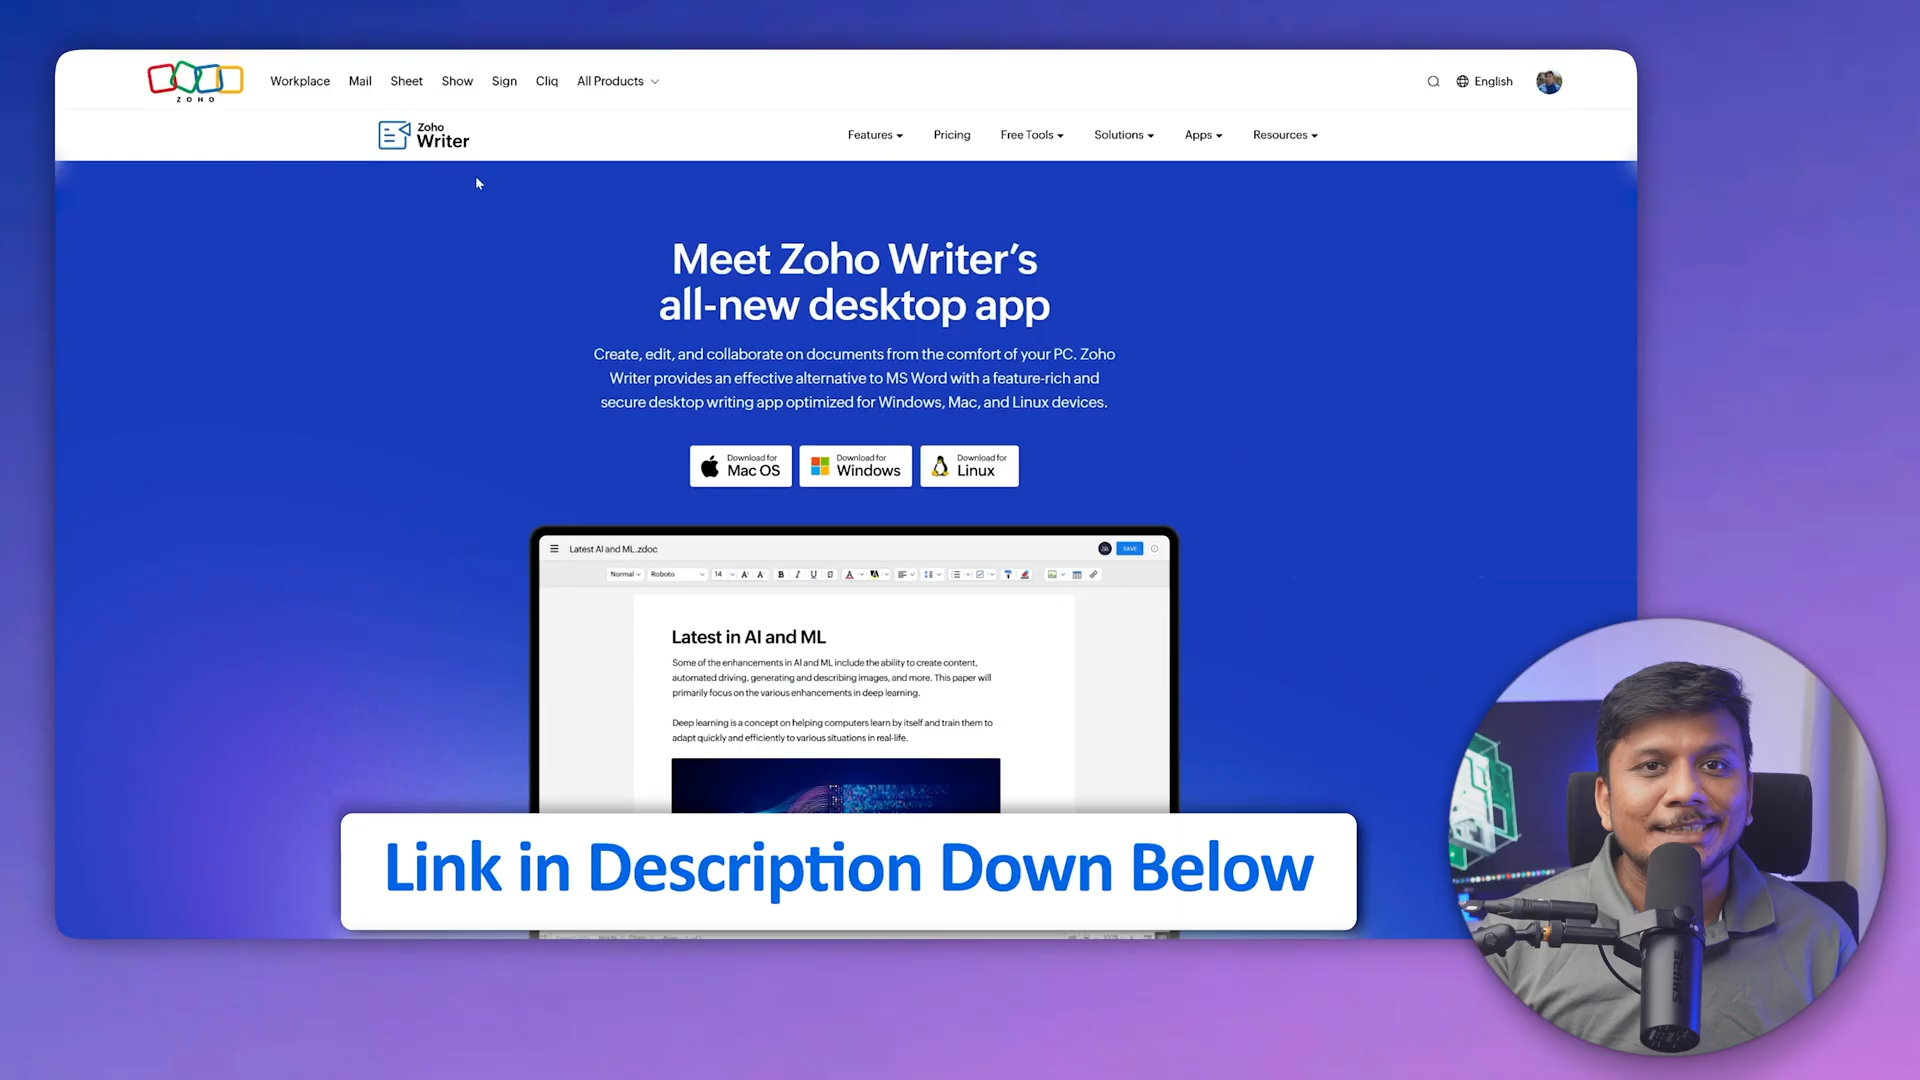 ZOHO
Workplace Mail Sheet Show Sign Cliq All Products
English
Zoho
Writer
Features Pricing Free Tools Solutions Apps Resources
Meet Zoho Writer's
all-new desktop app
Create, edit, and collaborate on documents from the comfort of your PC. Zoho
Writer provides an effective alternative to MS Word with a feature-rich and
secure desktop writing app optimized for Windows, Mac, and Linux devices.
Download for
Mac OS
Download for
Windows
Download for
Linux
Latest AI and ML.zdoc
SAVE
Normal Roboto 14 B I U S
Latest in AI and ML
Some of the enhancements in AI and ML include the ability to create content,
automated driving, generating and describing images, and more. This paper will
primarily focus on the various enhancements in deep learning.
Deep learning is a concept on helping computers learn by itself and train them to
adapt quickly and efficiently to various situations in real-life.
Link in Description Down Below
SHURE